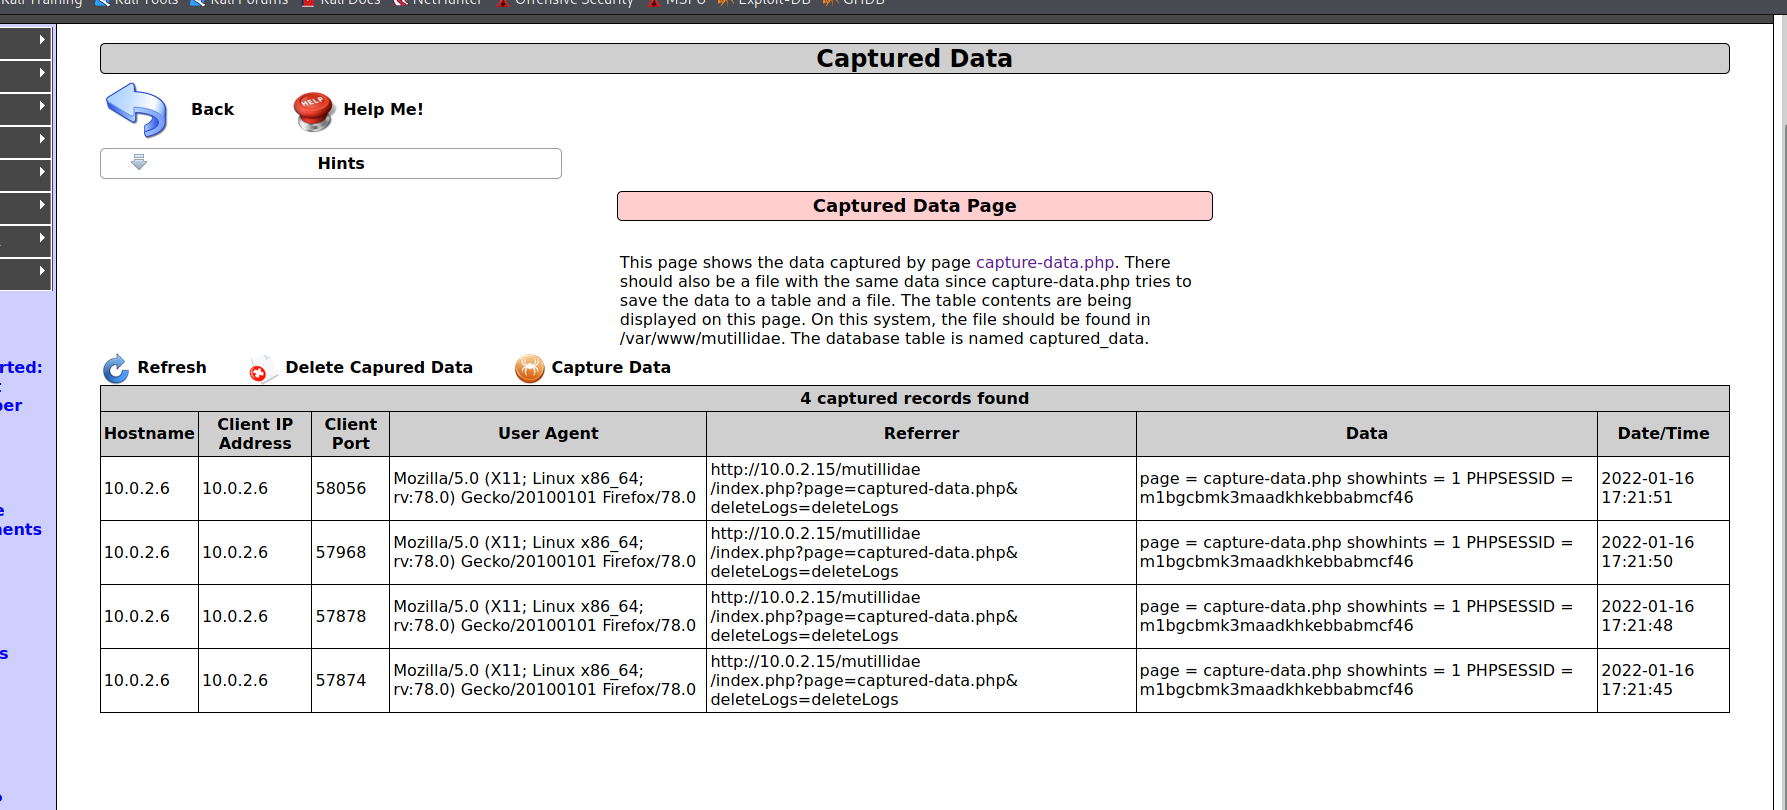 Kali Training Kali Tools Kali Forums Kali Docs NetHunter Offensive Security MSFU Exploit-DB GHDB
Captured Data
Back Help Me!
Hints
Captured Data Page
This page shows the data captured by page capture-data.php. There
should also be a file with the same data since capture-data.php tries to
save the data to a table and a file. The table contents are being
displayed on this page. On this system, the file should be found in
/var/www/mutillidae. The database table is named captured_data.
rted:
Refresh Delete Capured Data Capture Data
per
4 captured records found
Hostname Client IP Address Client Port User Agent Referrer Data Date/Time
10.0.2.6 10.0.2.6 58056 Mozilla/5.0 (X11; Linux x86_64;
rv:78.0) Gecko/20100101 Firefox/78.0
http://10.0.2.15/mutillidae
/index.php?page=captured-data.php&
deleteLogs=deleteLogs
page = capture-data.php showhints = 1 PHPSESSID =
m1bgcbmk3maadkhkebbabmcf46
2022-01-16
17:21:51
10.0.2.6 10.0.2.6 57968 Mozilla/5.0 (X11; Linux x86_64;
rv:78.0) Gecko/20100101 Firefox/78.0
http://10.0.2.15/mutillidae
/index.php?page=captured-data.php&
deleteLogs=deleteLogs
page = capture-data.php showhints = 1 PHPSESSID =
m1bgcbmk3maadkhkebbabmcf46
2022-01-16
17:21:50
ents
10.0.2.6 10.0.2.6 57878 Mozilla/5.0 (X11; Linux x86_64;
rv:78.0) Gecko/20100101 Firefox/78.0
http://10.0.2.15/mutillidae
/index.php?page=captured-data.php&
deleteLogs=deleteLogs
page = capture-data.php showhints = 1 PHPSESSID =
m1bgcbmk3maadkhkebbabmcf46
2022-01-16
17:21:48
s
10.0.2.6 10.0.2.6 57874 Mozilla/5.0 (X11; Linux x86_64;
rv:78.0) Gecko/20100101 Firefox/78.0
http://10.0.2.15/mutillidae
/index.php?page=captured-data.php&
deleteLogs=deleteLogs
page = capture-data.php showhints = 1 PHPSESSID =
m1bgcbmk3maadkhkebbabmcf46
2022-01-16
17:21:45